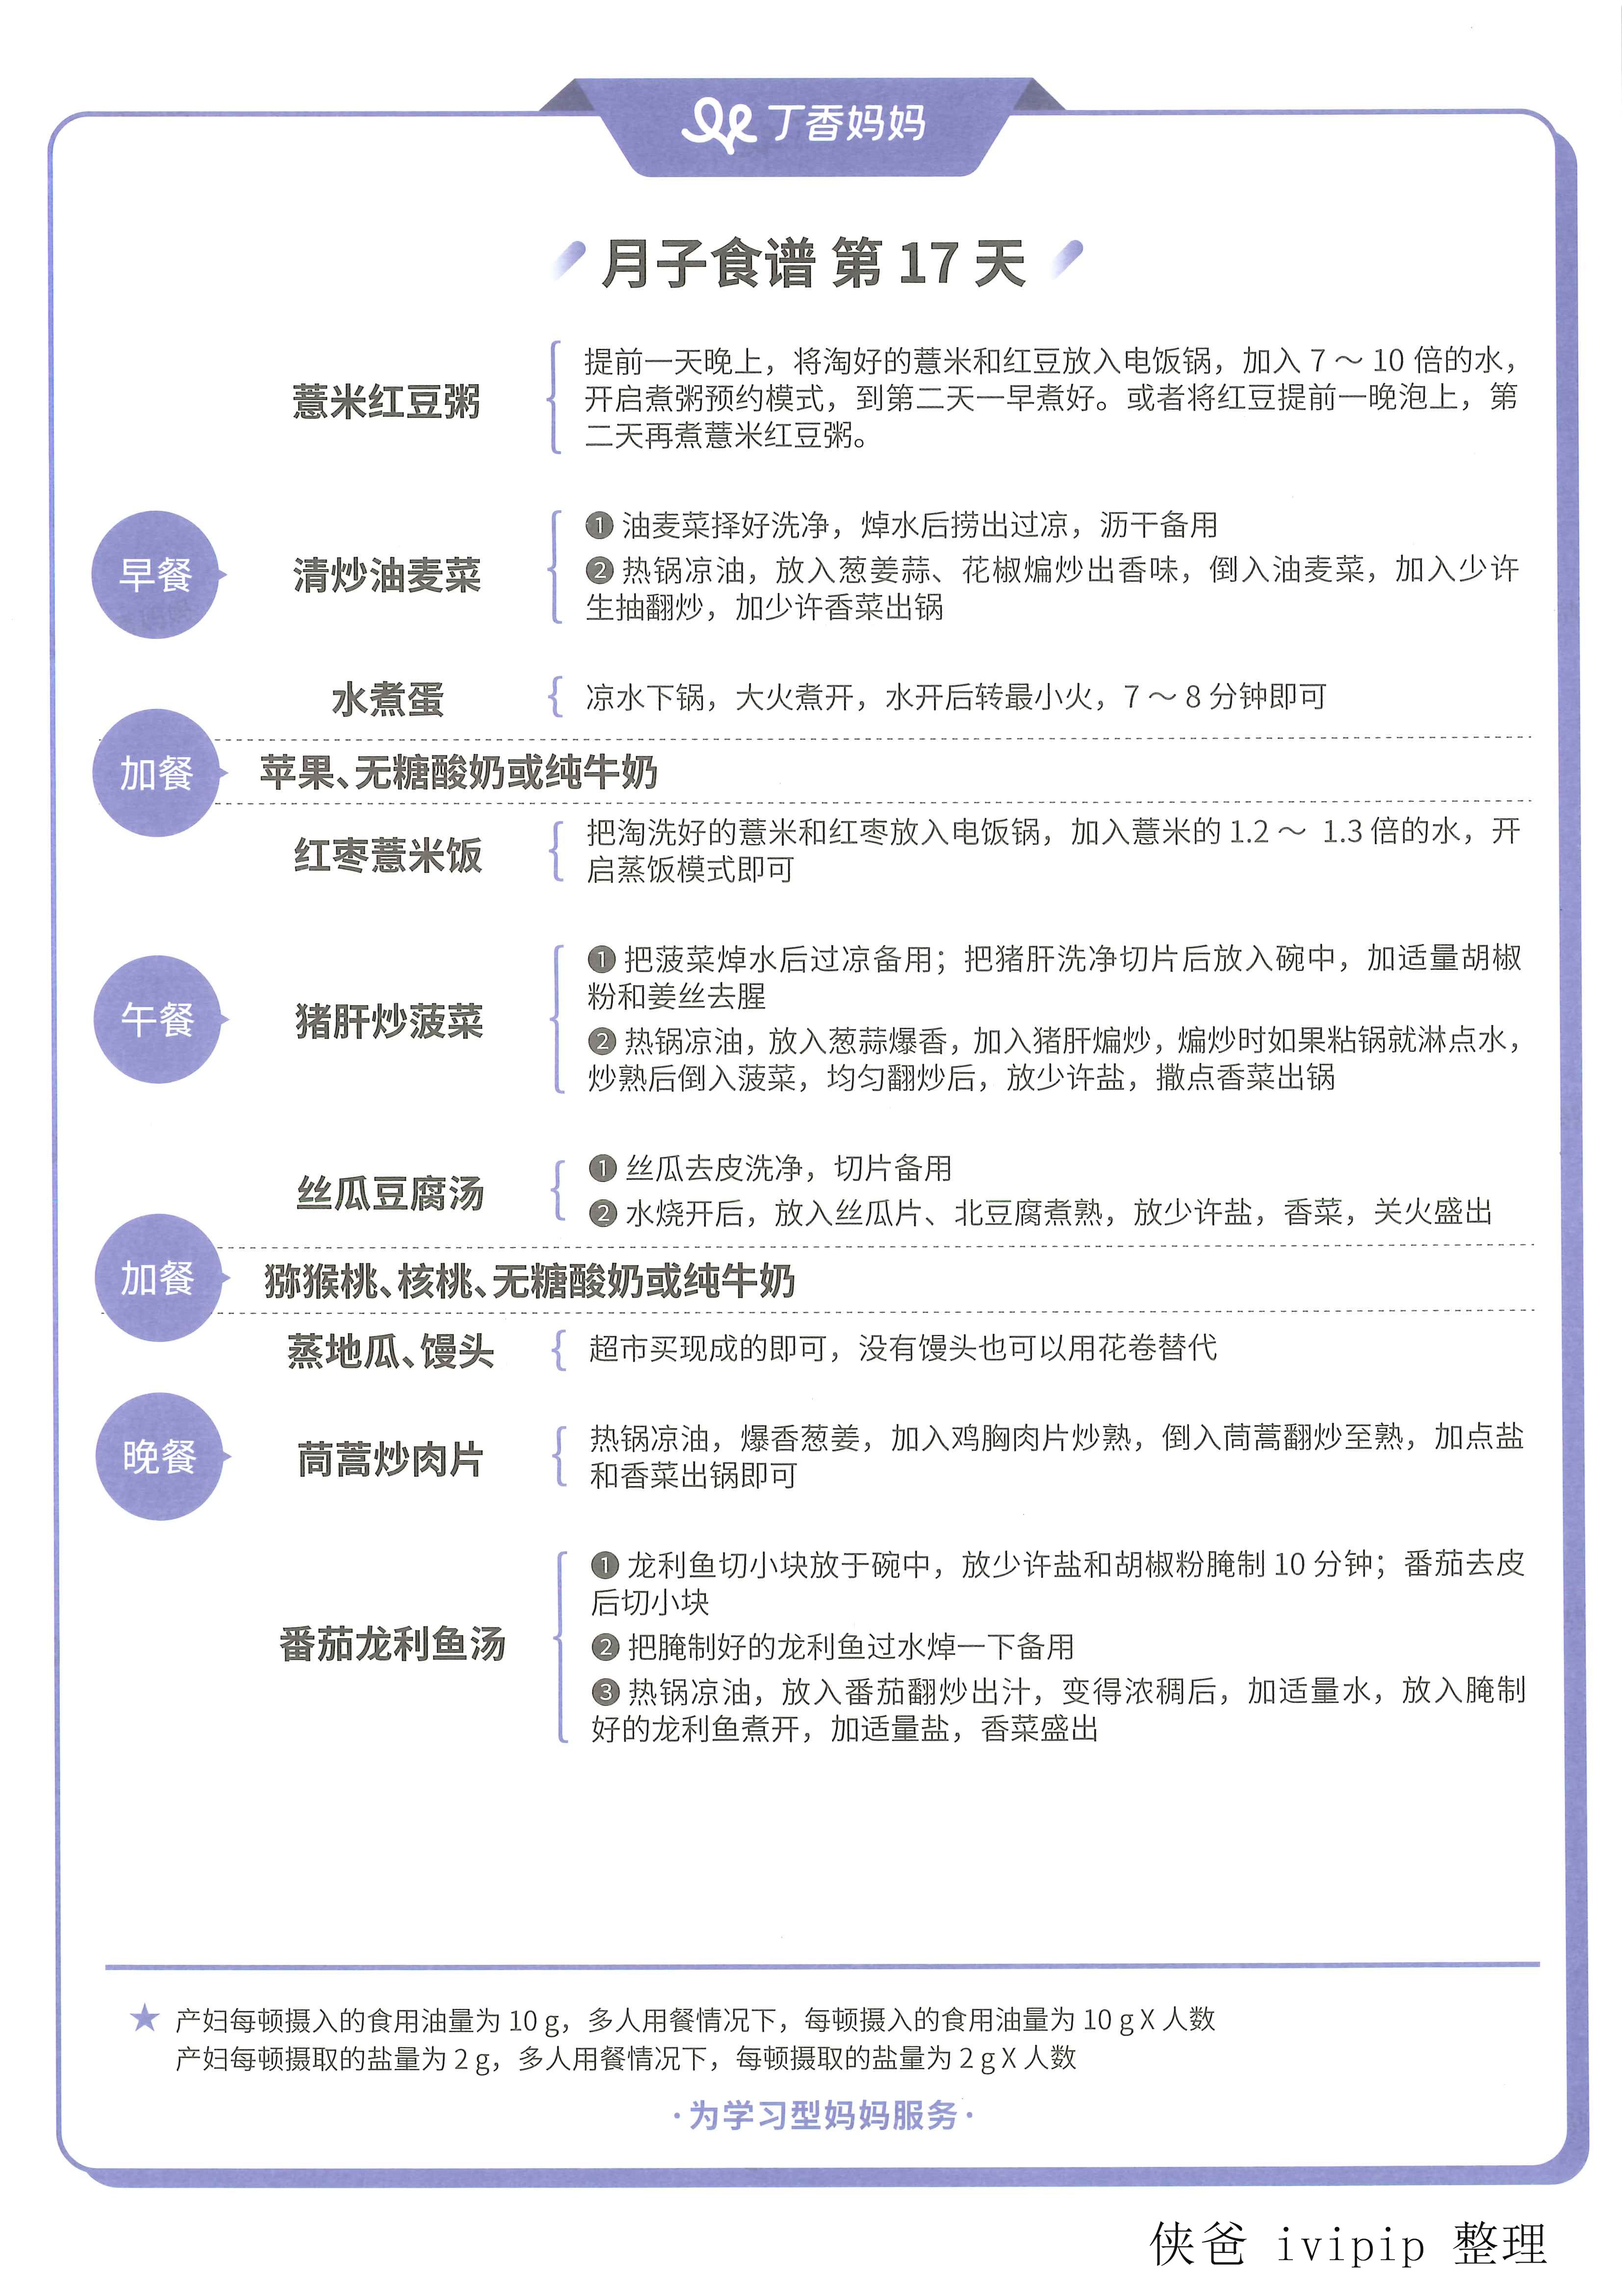 丁香妈妈
月子食谱 第 17 天
早餐
薏米红豆粥
提前一天晚上，将淘好的薏米和红豆放入电饭锅，加入 7 ～ 10 倍的水，
开启煮粥预约模式，到第二天一早煮好。或者将红豆提前一晚泡上，第
二天再煮薏米红豆粥。
清炒油麦菜
❶ 油麦菜择好洗净，焯水后捞出过凉，沥干备用
❷ 热锅凉油，放入葱姜蒜、花椒煸炒出香味，倒入油麦菜，加入少许
生抽翻炒，加少许香菜出锅
水煮蛋
凉水下锅，大火煮开，水开后转最小火，7 ～ 8 分钟即可
加餐
苹果、无糖酸奶或纯牛奶
午餐
红枣薏米饭
把淘洗好的薏米和红枣放入电饭锅，加入薏米的 1.2 ～ 1.3 倍的水，开
启蒸饭模式即可
猪肝炒菠菜
❶ 把菠菜焯水后过凉备用；把猪肝洗净切片后放入碗中，加适量胡椒
粉和姜丝去腥
❷ 热锅凉油，放入葱蒜爆香，加入猪肝煸炒，煸炒时如果粘锅就淋点水，
炒熟后倒入菠菜，均匀翻炒后，放少许盐，撒点香菜出锅
丝瓜豆腐汤
❶ 丝瓜去皮洗净，切片备用
❷ 水烧开后，放入丝瓜片、北豆腐煮熟，放少许盐，香菜，关火盛出
加餐
猕猴桃、核桃、无糖酸奶或纯牛奶
晚餐
蒸地瓜、馒头
超市买现成的即可，没有馒头也可以用花卷替代
茼蒿炒肉片
热锅凉油，爆香葱姜，加入鸡胸肉片炒熟，倒入茼蒿翻炒至熟，加点盐
和香菜出锅即可
番茄龙利鱼汤
❶ 龙利鱼切小块放于碗中，放少许盐和胡椒粉腌制 10 分钟；番茄去皮
后切小块
❷ 把腌制好的龙利鱼过水焯一下备用
❸ 热锅凉油，放入番茄翻炒出汁，变得浓稠后，加适量水，放入腌制
好的龙利鱼煮开，加适量盐，香菜盛出
★ 产妇每顿摄入的食用油量为 10 g，多人用餐情况下，每顿摄入的食用油量为 10 g X 人数
产妇每顿摄取的盐量为 2 g，多人用餐情况下，每顿摄取的盐量为 2 g X 人数
·为学习型妈妈服务·
侠爸 ivipip 整理